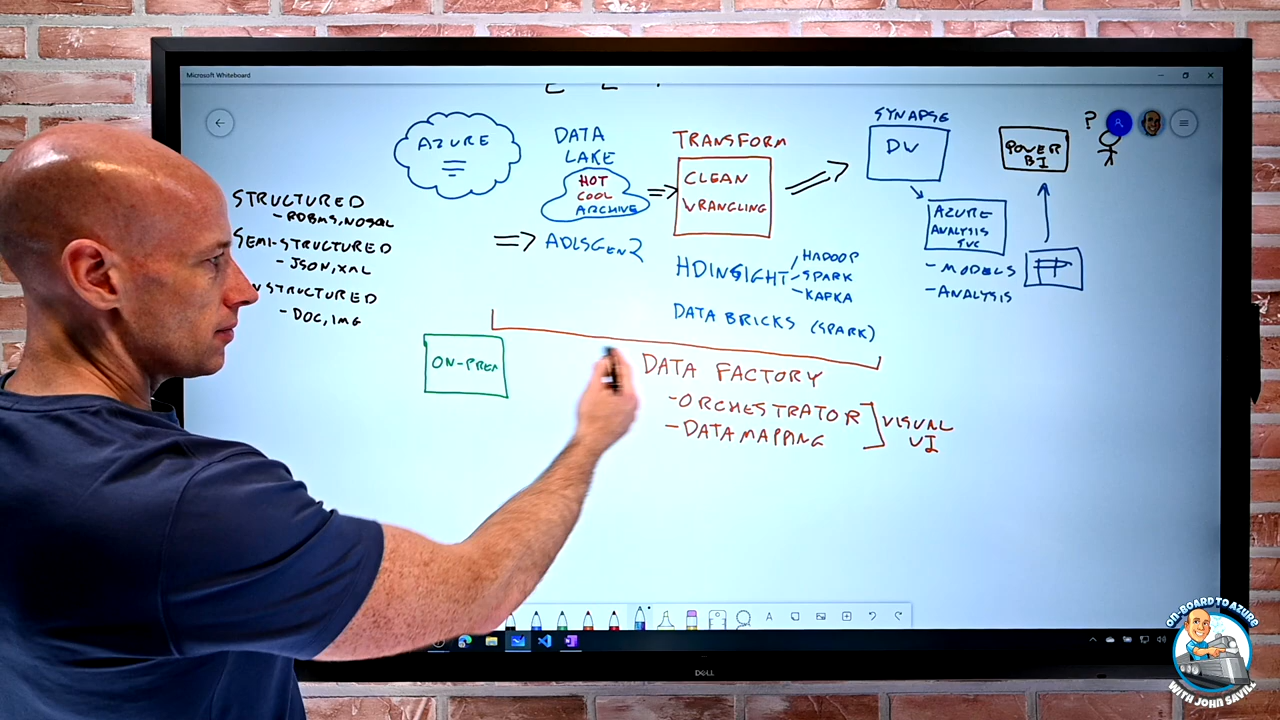 Microsoft Whiteboard
AZURE
STRUCTURED
- RDBMS, NOSQL
SEMI-STRUCTURED
- JSON, XML
- DOC, IMG
ON-PREM
DATA
LAKE
HOT
COOL
ARCHIVE
ADLSGEN2
TRANSFORM
CLEAN
WRANGLING
HDINSIGHT
HADOOP
- SPARK
- KAFKA
DATA BRICKS (SPARK)
DATA FACTORY
- ORCHESTRATOR
- DATA MAPPING
VISUAL
UI
SYNAPSE
DW
AZURE
ANALYSIS
SVC
- MODELS
- ANALYSIS
POWER
BI
?
DELL
ON-BOARD TO AZURE
WITH JOHN SAVILL